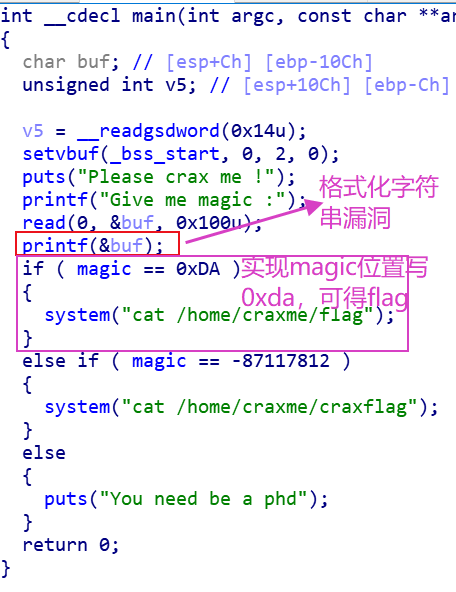 int __cdecl main(int argc, const char **ar
{
  char buf; // [esp+Ch] [ebp-10Ch]
  unsigned int v5; // [esp+10Ch] [ebp-Ch]

  v5 = __readgsdword(0x14u);
  setvbuf(_bss_start, 0, 2, 0);
  puts("Please crax me !");
  printf("Give me magic :");
  read(0, &buf, 0x100u);
  printf(&buf);
格式化字符
串漏洞
  if ( magic == 0xDA )
  {
    system("cat /home/craxme/flag");
  }
实现magic位置写
0xda，可得flag
  else if ( magic == -87117812 )
  {
    system("cat /home/craxme/craxflag");
  }
  else
  {
    puts("You need be a phd");
  }
  return 0;
}